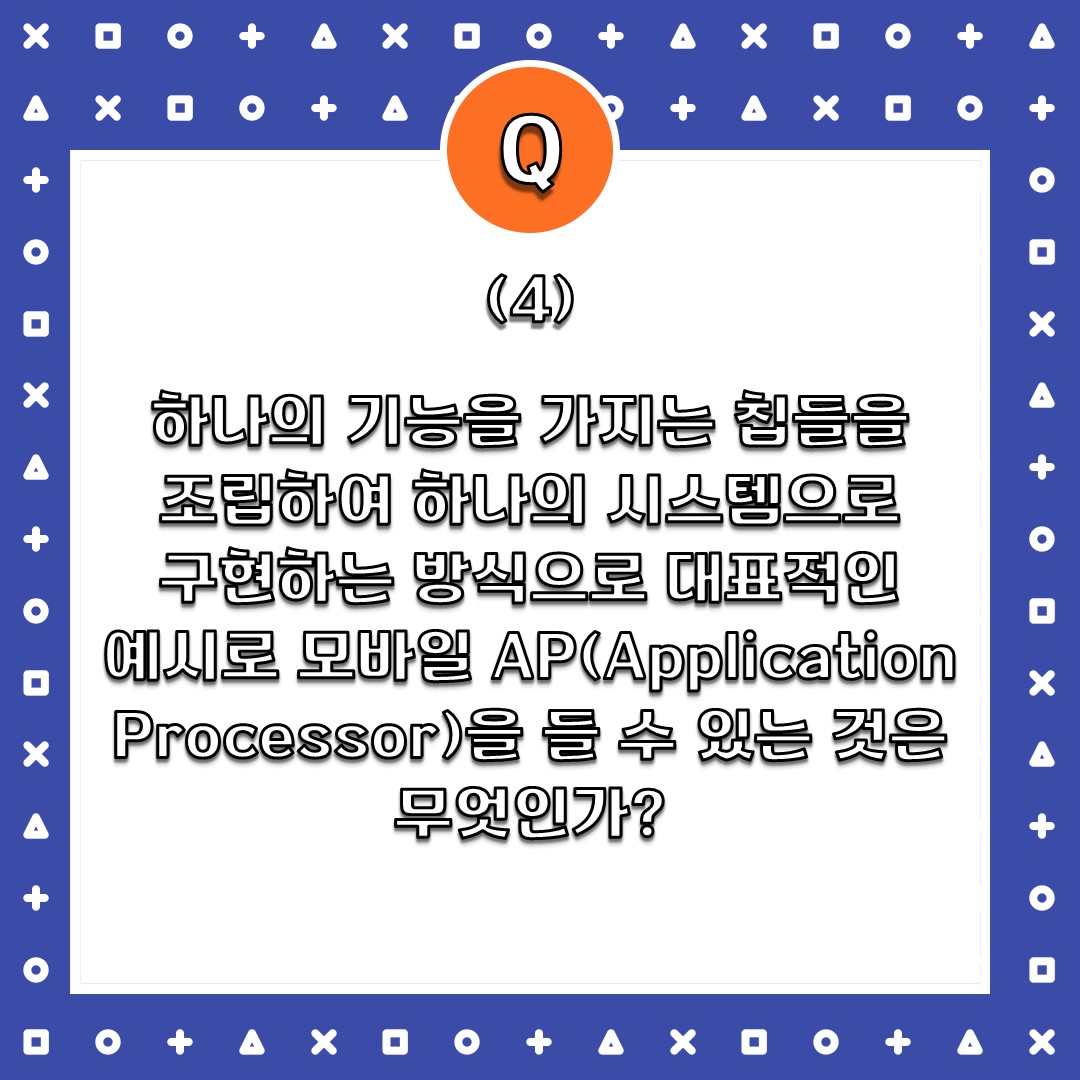 Q
(4)
하나의 기능을 가지는 칩들을
조립하여 하나의 시스템으로
구현하는 방식으로 대표적인
예시로 모바일 AP(Application
Processor)을 들 수 있는 것은
무엇인가?